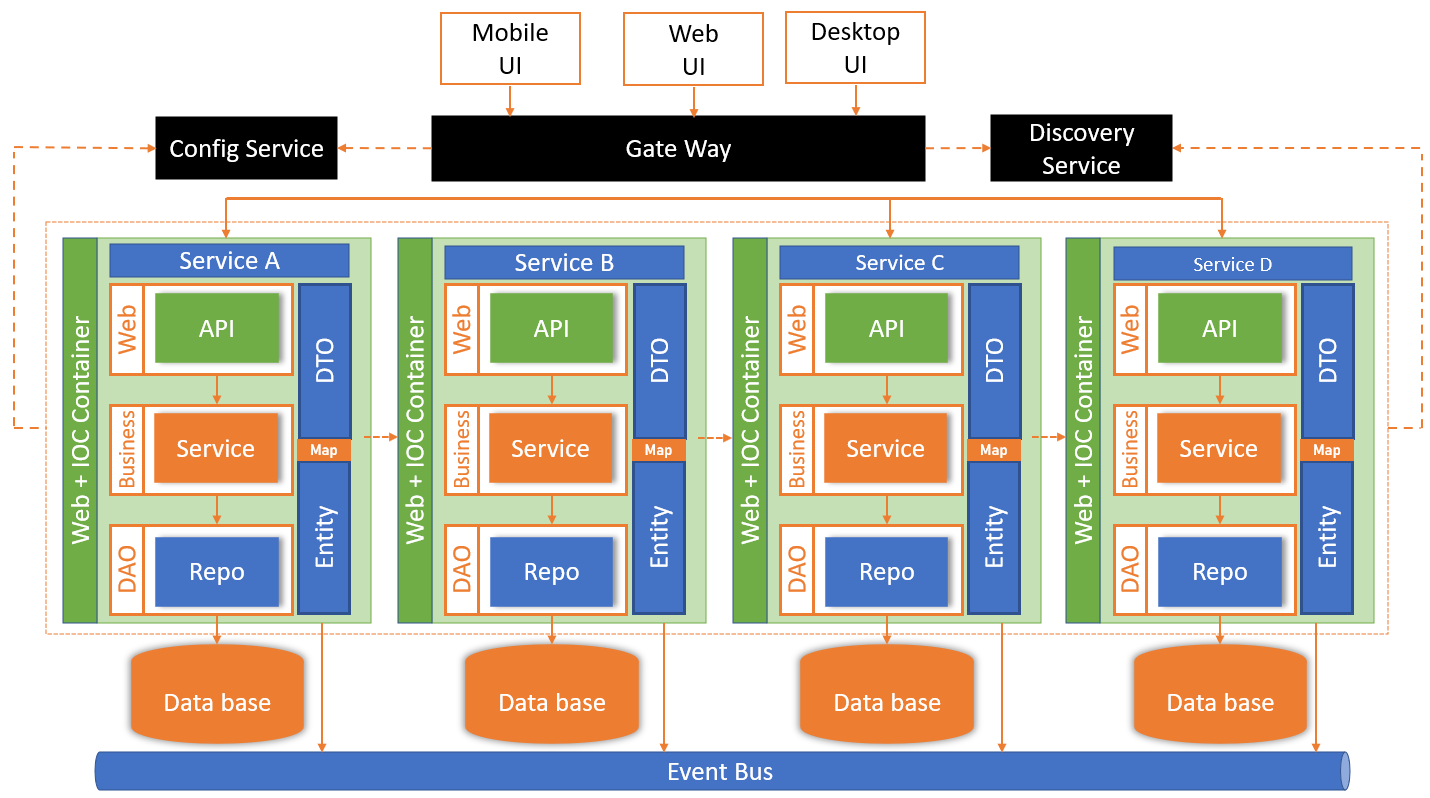 Mobile
UI
Web
UI
Desktop
UI
Config Service
Gate Way
Discovery
Service
Web + IOC Container
Service A
Web
API
DTO
Business
Service
Map
DAO
Repo
Entity
Web + IOC Container
Service B
Web
API
DTO
Business
Service
Map
DAO
Repo
Entity
Web + IOC Container
Service C
Web
API
DTO
Business
Service
Map
DAO
Repo
Entity
Web + IOC Container
Service D
Web
API
DTO
Business
Service
Map
DAO
Repo
Entity
Data base
Data base
Data base
Data base
Event Bus